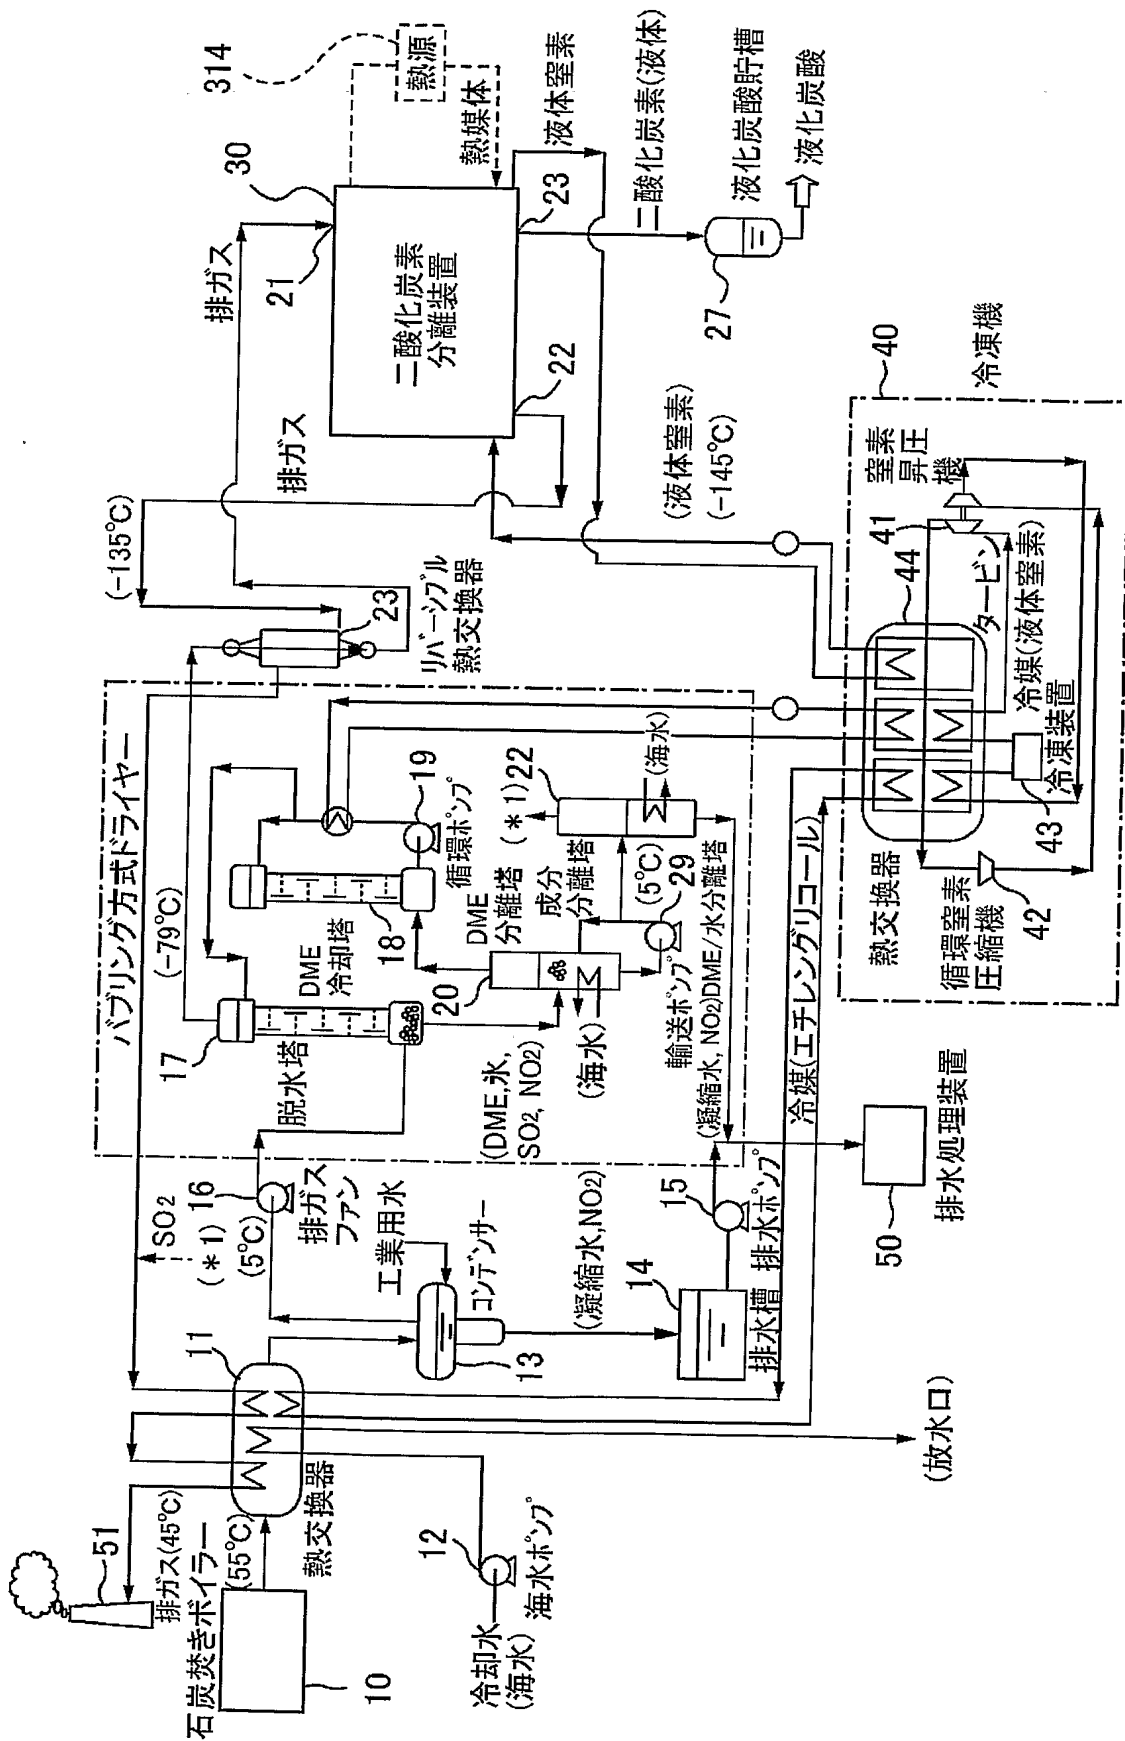 314
熱源
熱媒体
液体窒素
30
排ガス
21
二酸化炭素
分離装置
23
二酸化炭素(液体)
液化炭酸貯槽
27
液化炭酸
22
排ガス
(-135℃)
23
リバーシブル
熱交換器
(液体窒素)
(-145℃)
40
冷凍機
窒素
昇圧
機
41
44
タービン
冷媒(液体窒素)
冷凍装置
43
熱交換器
循環窒素
圧縮機
42
バブリング方式ドライヤー
(-79℃)
19
循環ポンプ
DME
冷却塔
18
17
脱水塔
(*1)
22
(海水)
成分
分離塔
DME
分離塔
20
(5℃)
29
輸送ポンプ
(海水)
(DME,氷,
SO2, NO2)
(凝縮水, NO2)DME/水分離塔
冷媒(エチレングリコール)
SO2
(*1)
(5℃)
16
排ガス
ファン
工業用水
コンデンサー
13
(凝縮水,NO2)
14
排水槽
15
排水ポンプ
50
排水処理装置
11
熱交換器
(放水口)
51
排ガス(45℃)
石炭焚きボイラー
(55℃)
10
12
海水ポンプ
冷却水
(海水)